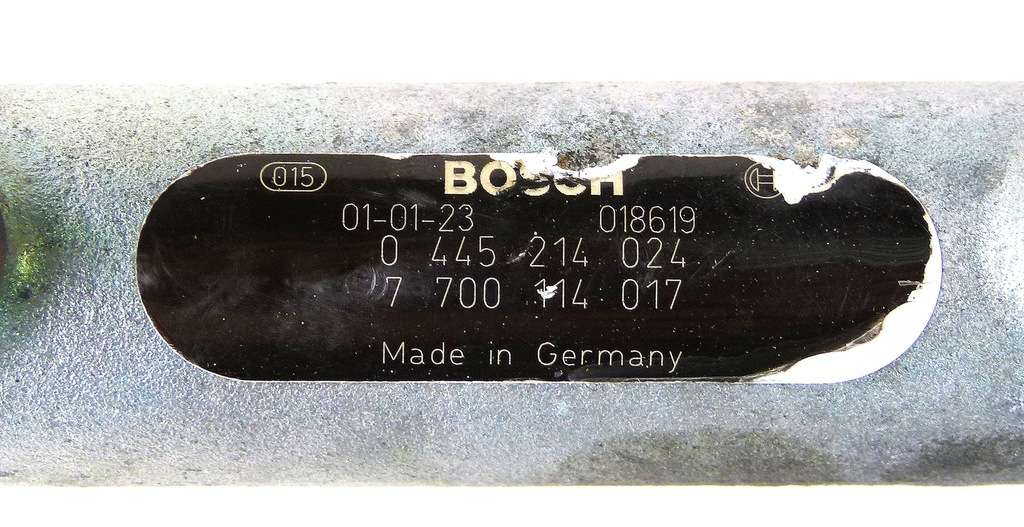 015 BOSCH
01-01-23 018619
0 445 214 024
7 700 114 017
Made in Germany